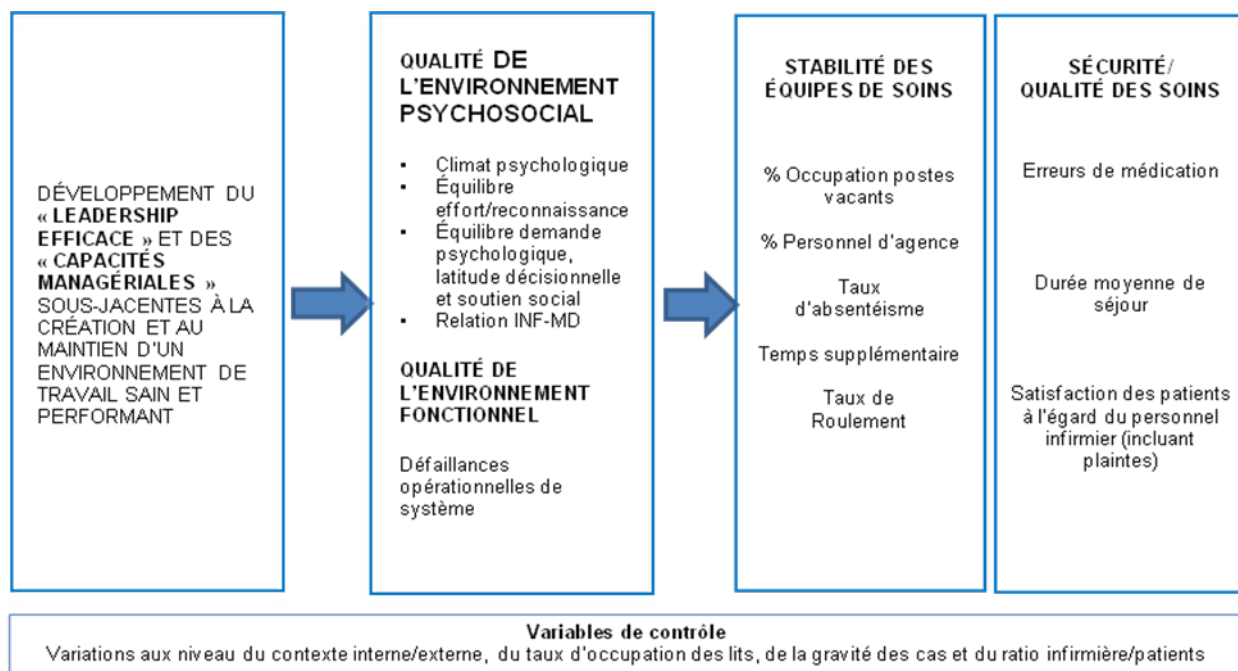 DÉVELOPPEMENT DU
« LEADERSHIP
EFFICACE » ET DES
« CAPACITÉS
MANAGÉRIALES »
SOUS-JACENTES À LA
CRÉATION ET AU
MAINTIEN D'UN
ENVIRONNEMENT DE
TRAVAIL SAIN ET
PERFORMANT
QUALITÉ DE
L'ENVIRONNEMENT
PSYCHOSOCIAL
▪ Climat psychologique
▪ Équilibre
effort/reconnaissance
▪ Équilibre demande
psychologique,
latitude décisionnelle
et soutien social
▪ Relation INF-MD
QUALITÉ DE
L'ENVIRONNEMENT
FONCTIONNEL
Défaillances
opérationnelles de
système
STABILITÉ DES
ÉQUIPES DE SOINS
% Occupation postes
vacants
% Personnel d'agence
Taux
d'absentéisme
Temps supplémentaire
Taux de
Roulement
SÉCURITÉ/
QUALITÉ DES SOINS
Erreurs de médication
Durée moyenne de
séjour
Satisfaction des patients
à l'égard du personnel
infirmier (incluant
plaintes)
Variables de contrôle
Variations aux niveau du contexte interne/externe, du taux d'occupation des lits, de la gravité des cas et du ratio infirmière/patients